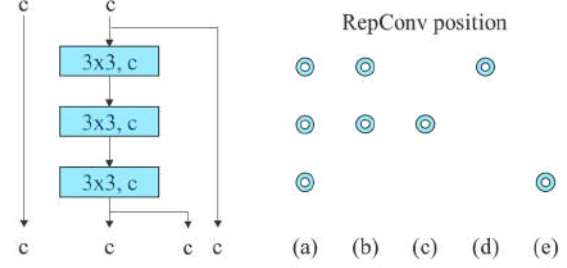 c c
RepConv position
3x3, c
3x3, c
3x3, c
c c c c
(a) (b) (c) (d) (e)